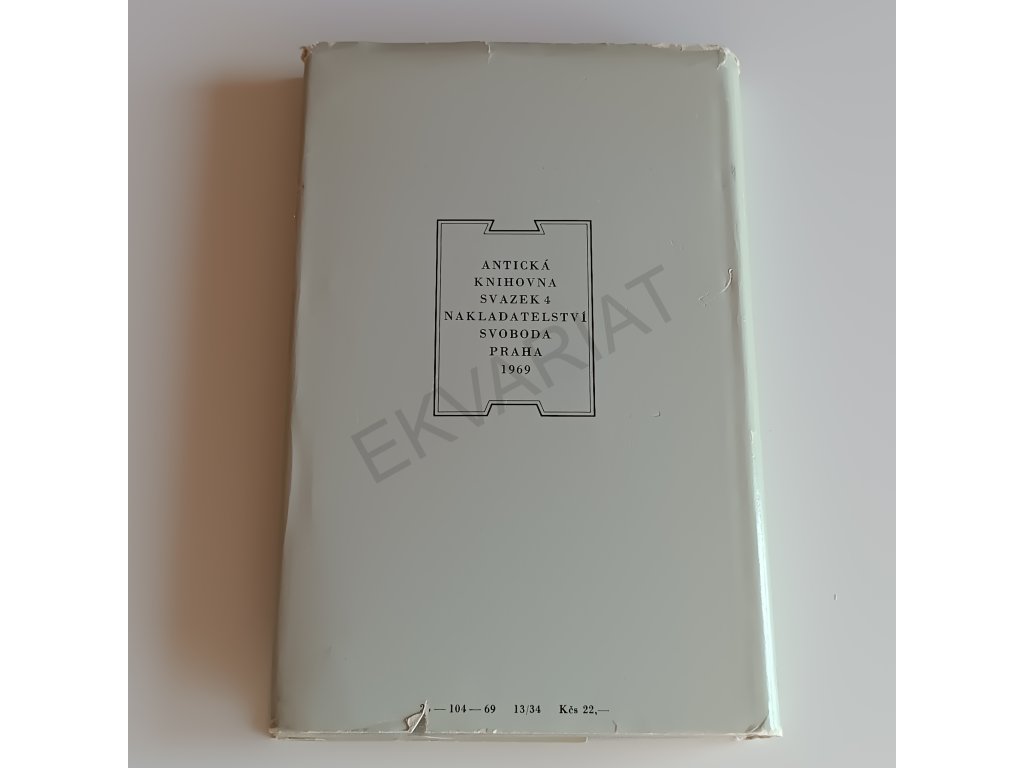 ANTICKÁ
KNIHOVNA
SVAZEK 4
NAKLADATELSTVÍ
SVOBODA
PRAHA
1969
EKVARIAT
— 104 — 69 13/34 Kčs 22,—